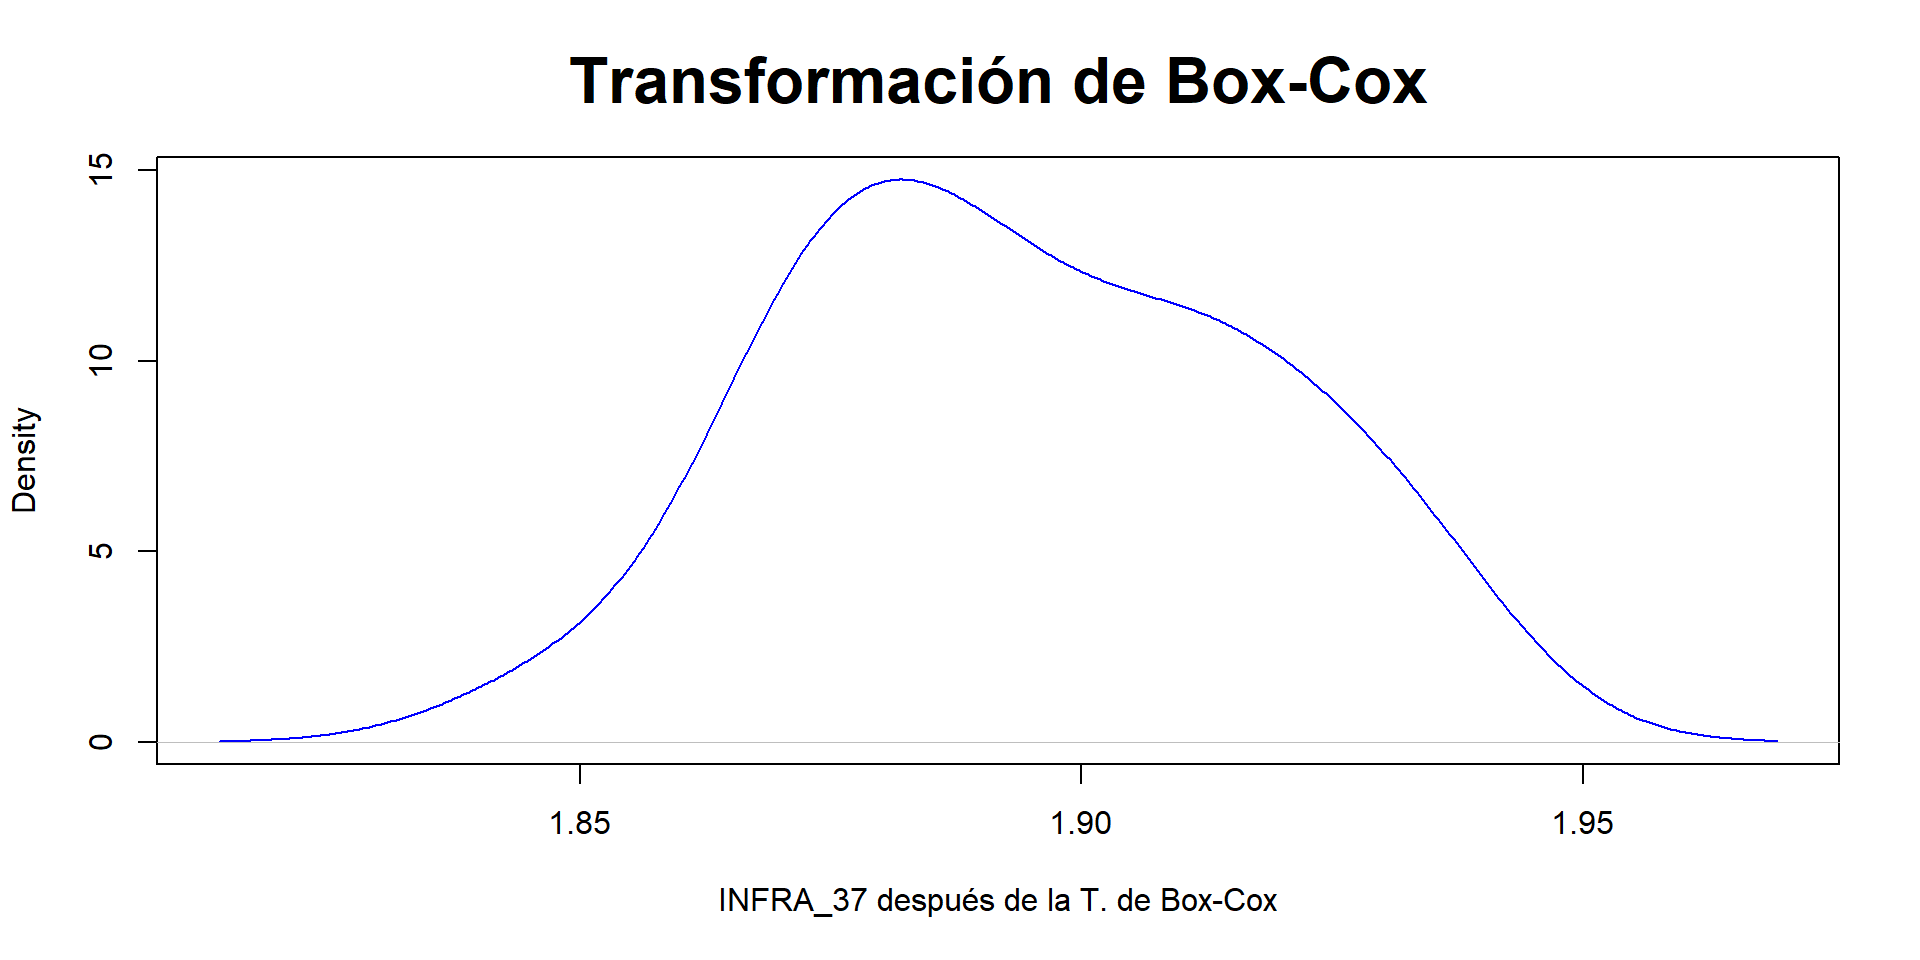 Transformación de Box-Cox
15
10
5
0
Density
1.85 1.90 1.95
INFRA_37 después de la T. de Box-Cox